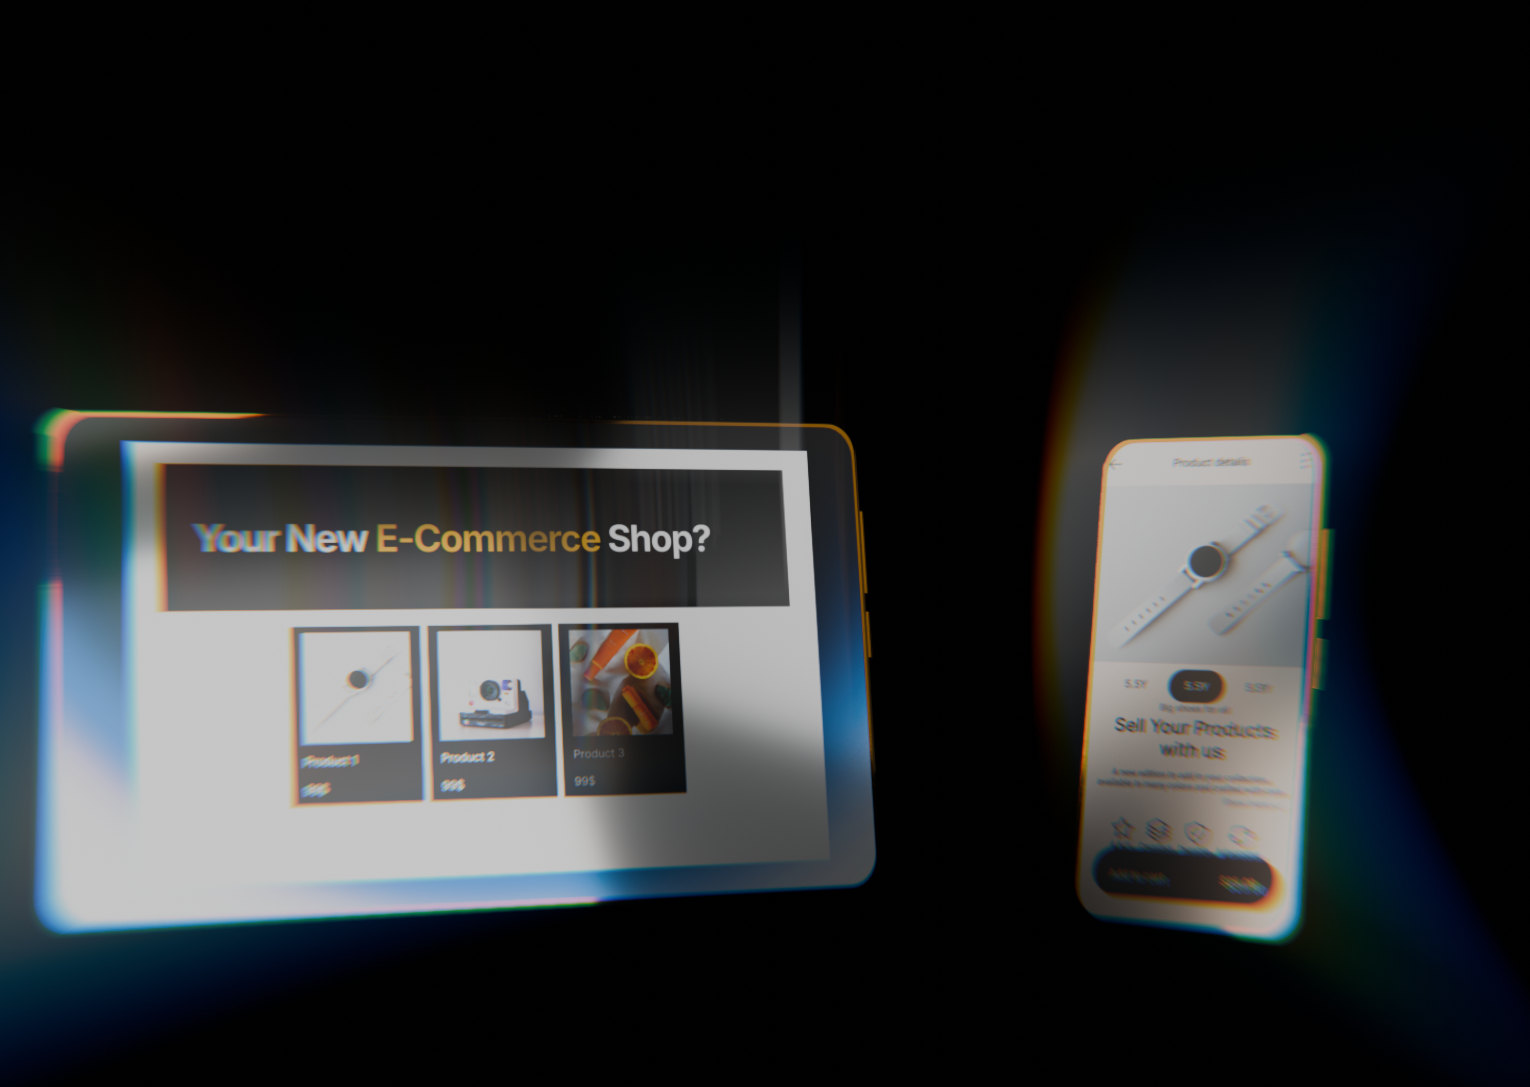 Your New E-Commerce Shop?
Product 1
99$
Product 2
99$
Product 3
99$
Product details
5.5Y
5.5Y
5.5Y
Sell Your Products
with us